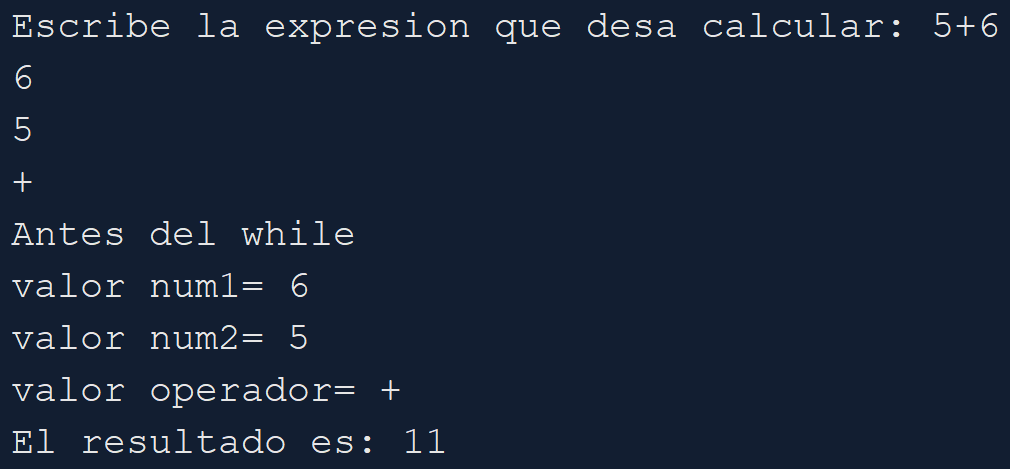 Escribe la expresion que desa calcular: 5+6
6
5
+
Antes del while
valor num1= 6
valor num2= 5
valor operador= +
El resultado es: 11